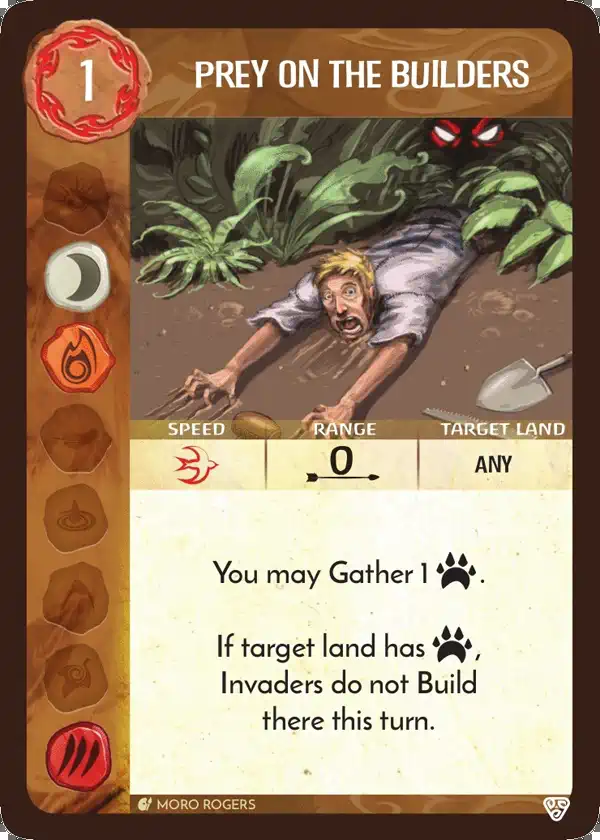 1
PREY ON THE BUILDERS
SPEED RANGE TARGET LAND
0 ANY
You may Gather 1 .
If target land has ,
Invaders do not Build
there this turn.
MORO ROGERS